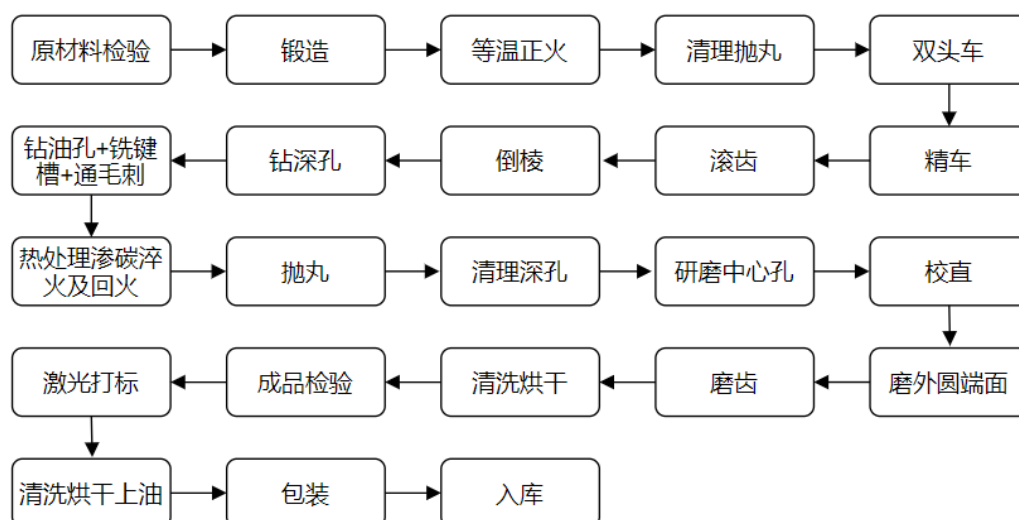 原材料检验
锻造
等温正火
清理抛丸
双头车
精车
滚齿
倒棱
钻深孔
钻油孔+铣键
槽+通毛刺
热处理渗碳淬
火及回火
抛丸
清理深孔
研磨中心孔
校直
磨外圆端面
磨齿
清洗烘干
成品检验
激光打标
清洗烘干上油
包装
入库